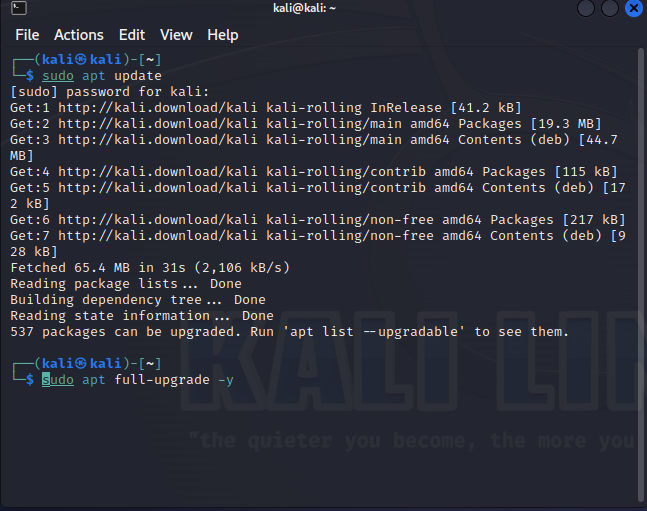 kali@kali: ~
File Actions Edit View Help
┌──(kali㉿kali)-[~]
└─$ sudo apt update
[sudo] password for kali:
Get:1 http://kali.download/kali kali-rolling InRelease [41.2 kB]
Get:2 http://kali.download/kali kali-rolling/main amd64 Packages [19.3 MB]
Get:3 http://kali.download/kali kali-rolling/main amd64 Contents (deb) [44.7
MB]
Get:4 http://kali.download/kali kali-rolling/contrib amd64 Packages [115 kB]
Get:5 http://kali.download/kali kali-rolling/contrib amd64 Contents (deb) [17
2 kB]
Get:6 http://kali.download/kali kali-rolling/non-free amd64 Packages [217 kB]
Get:7 http://kali.download/kali kali-rolling/non-free amd64 Contents (deb) [9
28 kB]
Fetched 65.4 MB in 31s (2,106 kB/s)
Reading package lists... Done
Building dependency tree... Done
Reading state information... Done
537 packages can be upgraded. Run 'apt list --upgradable' to see them.
┌──(kali㉿kali)-[~]
└─$ sudo apt full-upgrade -y
KALI LIN
"the quieter you become, the more you